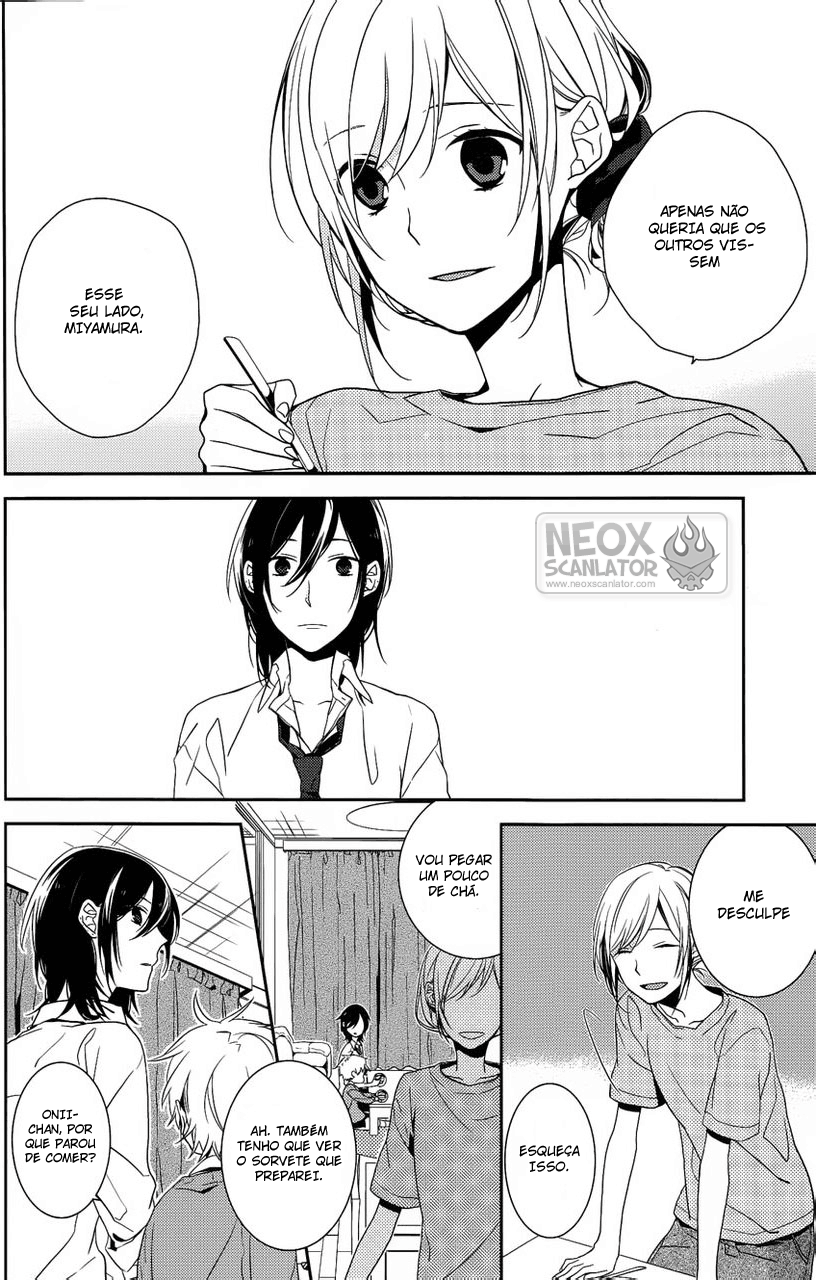 APENAS NÃO
QUERIA QUE OS
OUTROS VIS-
SEM
ESSE
SEU LADO,
MIYAMURA.
NEOX
SCANLATOR
www.neoxscanlator.com
ME
DESCULPE
ESQUEÇA
ISSO.
VOU PEGAR
UM POUCO
DE CHÁ.
AH. TAMBÉM
TENHO QUE VER
O SORVETE QUE
PREPAREI.
ONII-
CHAN, POR
QUE PAROU
DE COMER?